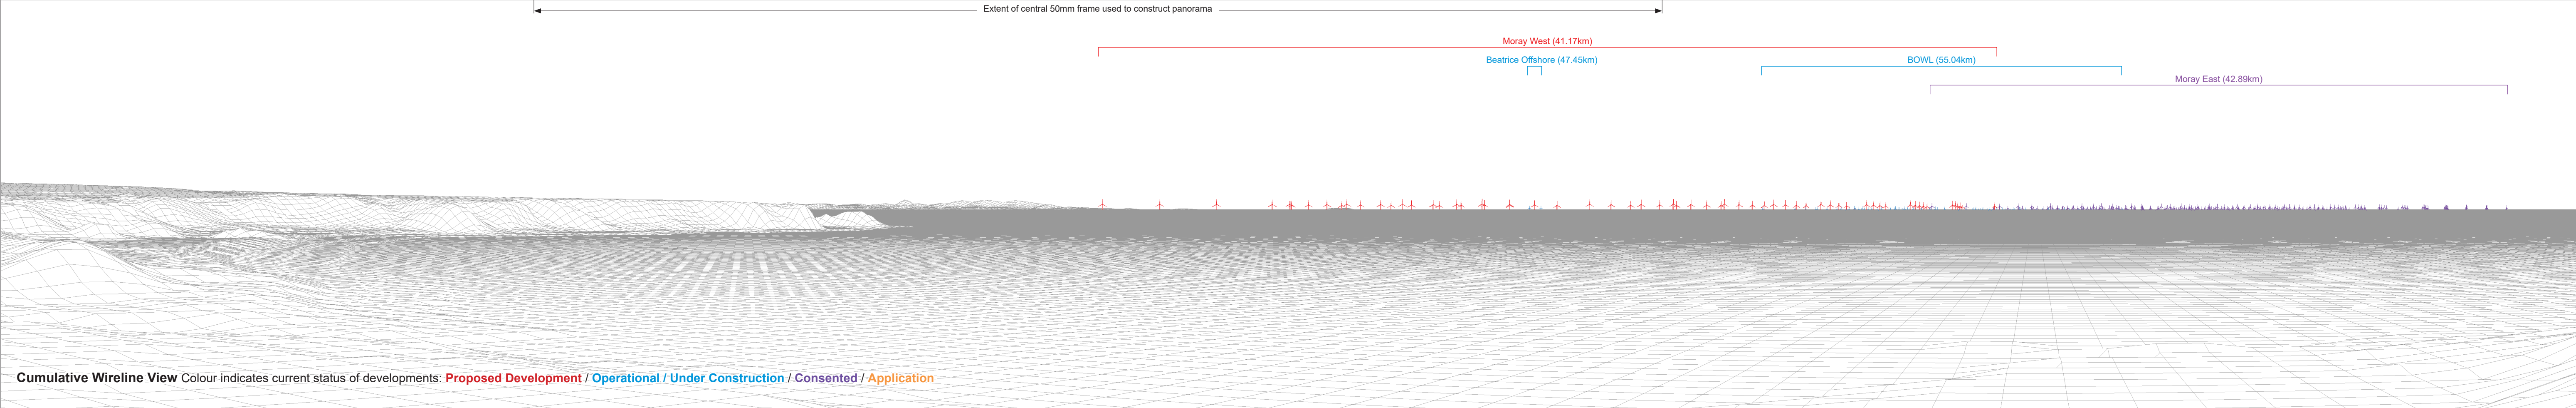 Extent of central 50mm frame used to construct panorama
Moray West (41.17km)
Beatrice Offshore (47.45km)
BOWL (55.04km)
Moray East (42.89km)
Cumulative Wireline View Colour indicates current status of developments: Proposed Development / Operational / Under Construction / Consented / Application